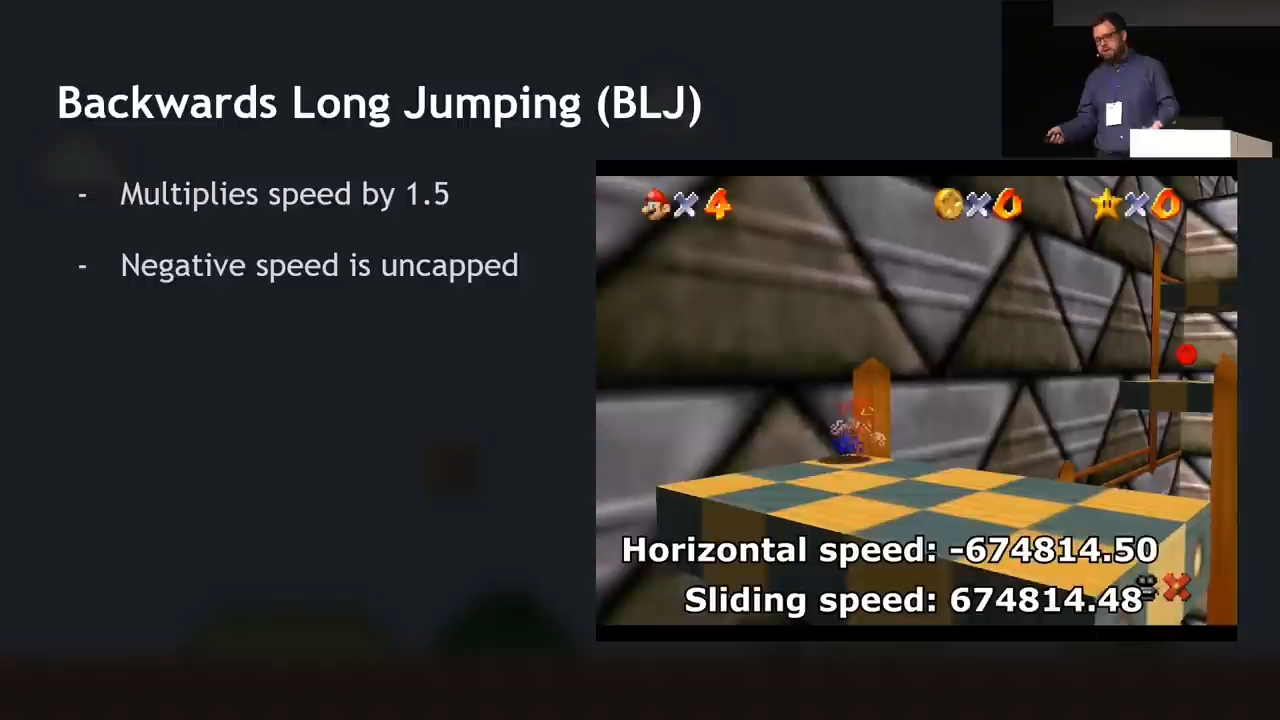 Backwards Long Jumping (BLJ)
- Multiplies speed by 1.5
- Negative speed is uncapped
× 4 × 0 × 0
Horizontal speed: -674814.50
Sliding speed: 674814.48